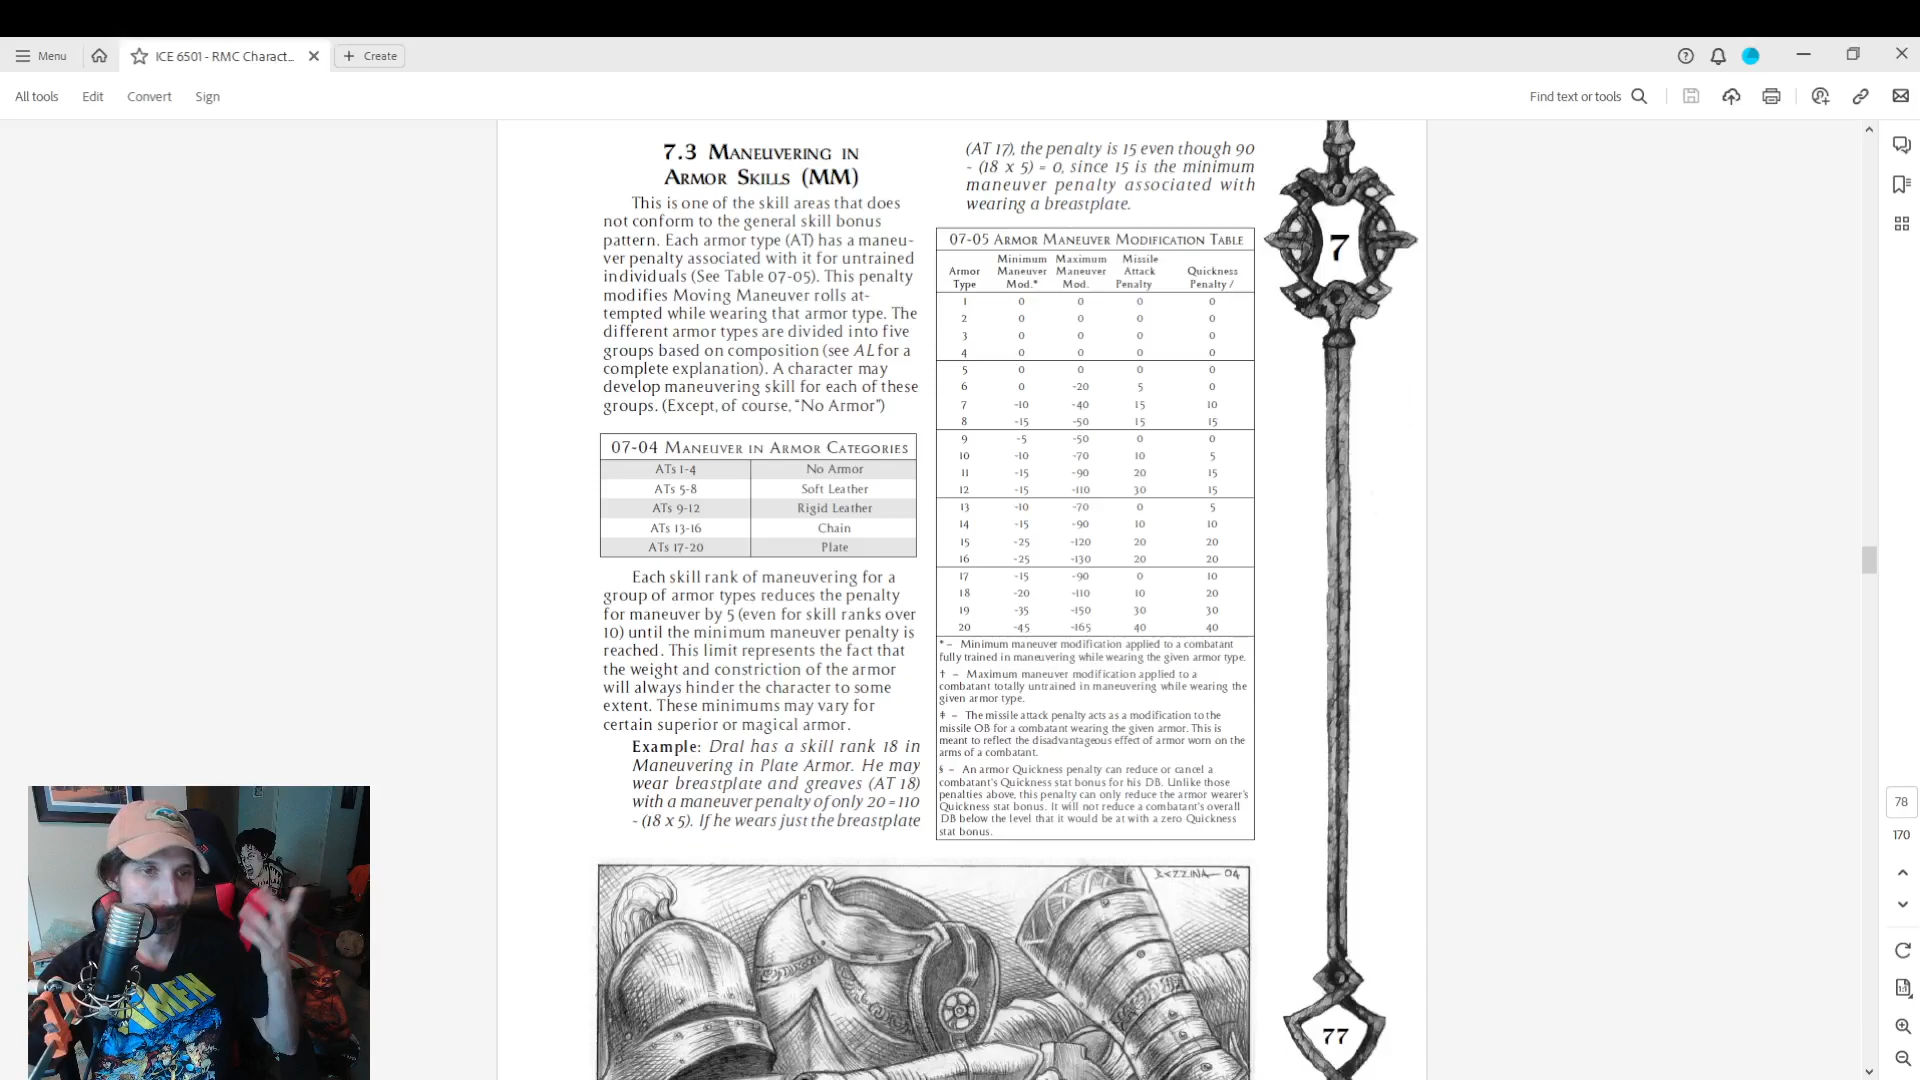 Menu
ICE 6501 - RMC Charact...
Create
All tools
Edit
Convert
Sign
Find text or tools
7.3 Maneuvering in
Armor Skills (MM)
This is one of the skill areas that does
not conform to the general skill bonus
pattern. Each armor type (AT) has a maneu-
ver penalty associated with it for untrained
individuals (See Table 07-05). This penalty
modifies Moving Maneuver rolls at-
tempted while wearing that armor type. The
different armor types are divided into five
groups based on composition (see AL for a
complete explanation). A character may
develop maneuvering skill for each of these
groups. (Except, of course, “No Armor”)
07-04 Maneuver in Armor Categories
ATs 1-4 No Armor
ATs 5-8 Soft Leather
ATs 9-12 Rigid Leather
ATs 13-16 Chain
ATs 17-20 Plate
Each skill rank of maneuvering for a
group of armor types reduces the penalty
for maneuver by 5 (even for skill ranks over
10) until the minimum maneuver penalty is
reached. This limit represents the fact that
the weight and constriction of the armor
will always hinder the character to some
extent. These minimums may vary for
certain superior or magical armor.
Example: Dral has a skill rank 18 in
Maneuvering in Plate Armor. He may
wear breastplate and greaves (AT 18)
with a maneuver penalty of only 20 = 110
- (18 x 5). If he wears just the breastplate
(AT 17), the penalty is 15 even though 90
- (18 x 5) = 0, since 15 is the minimum
maneuver penalty associated with
wearing a breastplate.
07-05 Armor Maneuver Modification Table
Minimum Maximum Missile
Armor Maneuver Maneuver Attack Quickness
Type Mod.* Mod. Penalty Penalty /
1 0 0 0 0
2 0 0 0 0
3 0 0 0 0
4 0 0 0 0
5 0 0 0 0
6 0 -20 5 0
7 -10 -40 15 10
8 -15 -50 15 15
9 -5 -50 0 0
10 -10 -70 10 5
11 -15 -90 20 15
12 -15 -110 30 15
13 -10 -70 0 5
14 -15 -90 10 10
15 -25 -120 20 20
16 -25 -130 20 20
17 -15 -90 0 10
18 -20 -110 10 20
19 -35 -150 30 30
20 -45 -165 40 40
* – Minimum maneuver modification applied to a combatant
fully trained in maneuvering while wearing the given armor type.
† – Maximum maneuver modification applied to a
combatant totally untrained in maneuvering while wearing the
given armor type.
‡ – The missile attack penalty acts as a modification to the
missile OB for a combatant wearing the given armor. This is
meant to reflect the disadvantageous effect of armor worn on the
arms of a combatant.
§ – An armor Quickness penalty can reduce or cancel a
combatant's Quickness stat bonus for his DB. Unlike those
penalties above, this penalty can only reduce the armor wearer's
Quickness stat bonus. It will not reduce a combatant's overall
DB below the level that it would be at with a zero Quickness
stat bonus.
7
BEZZINA-04
77
78
170